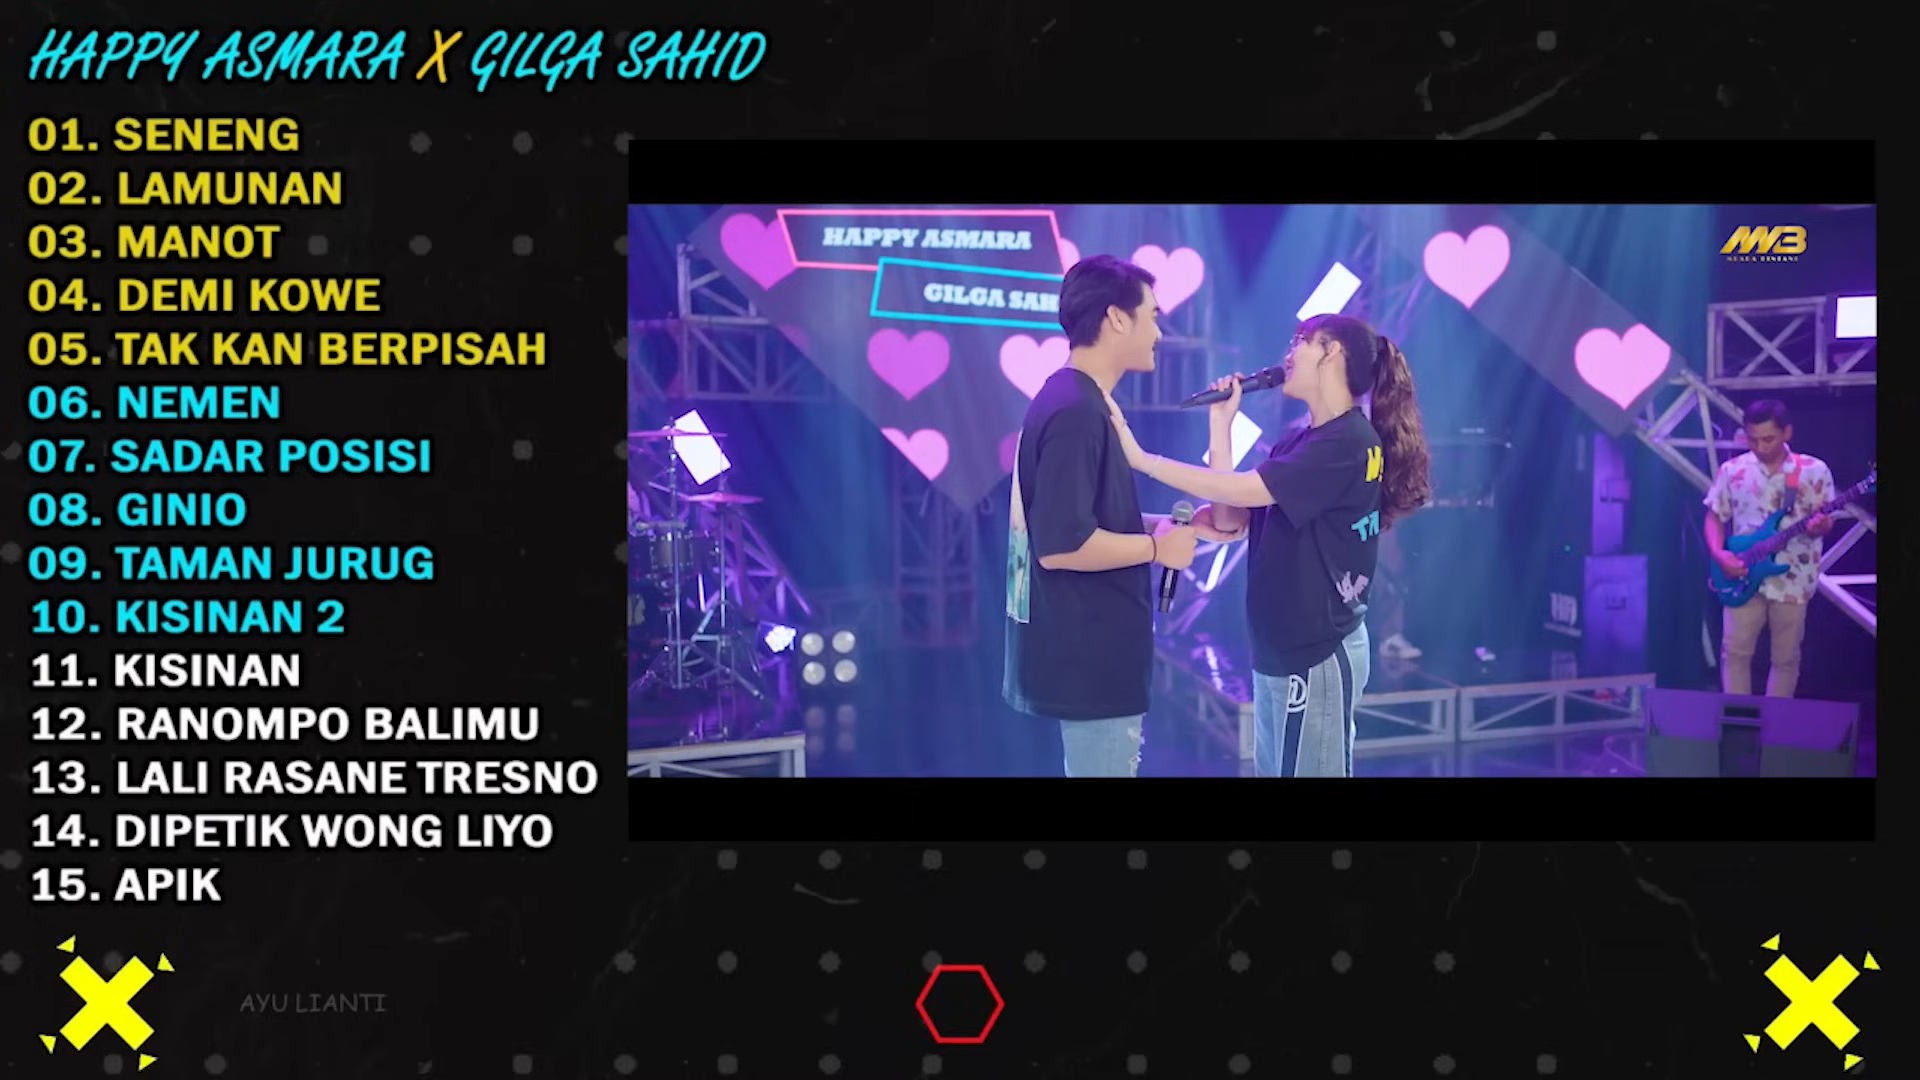 HAPPY ASMARA X GILGA SAHID
01. SENENG
02. LAMUNAN
03. MANOT
04. DEMI KOWE
05. TAK KAN BERPISAH
06. NEMEN
07. SADAR POSISI
08. GINIO
09. TAMAN JURUG
10. KISINAN 2
11. KISINAN
12. RANOMPO BALIMU
13. LALI RASANE TRESNO
14. DIPETIK WONG LIYO
15. APIK
HAPPY ASMARA
GILGA SAH
MUARA BINTANG
AYU LIANTI